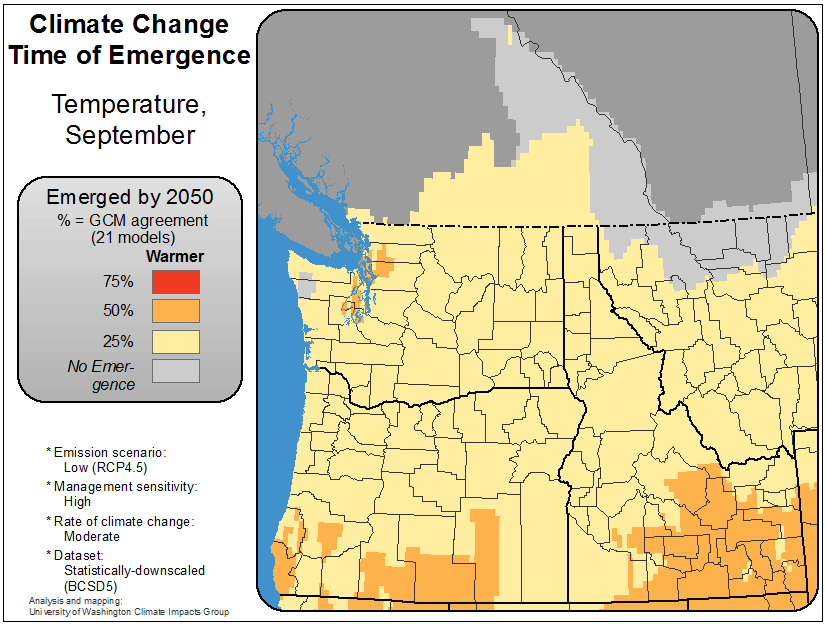 Climate Change
Time of Emergence
Temperature,
September
Emerged by 2050
% = GCM agreement
(21 models)
Warmer
75%
50%
25%
No Emer-
gence
* Emission scenario:
Low (RCP4.5)
* Management sensitivity:
High
* Rate of climate change:
Moderate
* Dataset:
Statistically-downscaled
(BCSD5)
Analysis and mapping:
University of Washington Climate Impacts Group